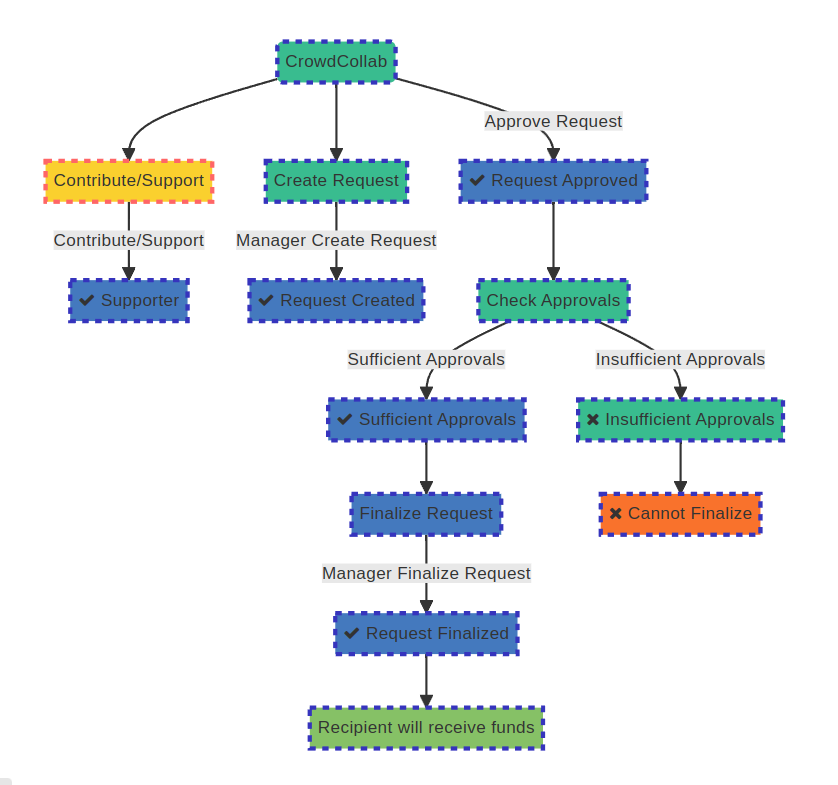 CrowdCollab
Approve Request
Contribute/Support
Create Request
✔ Request Approved
Contribute/Support
Manager Create Request
✔ Supporter
✔ Request Created
Check Approvals
Sufficient Approvals
Insufficient Approvals
✔ Sufficient Approvals
✖ Insufficient Approvals
Finalize Request
✖ Cannot Finalize
Manager Finalize Request
✔ Request Finalized
Recipient will receive funds